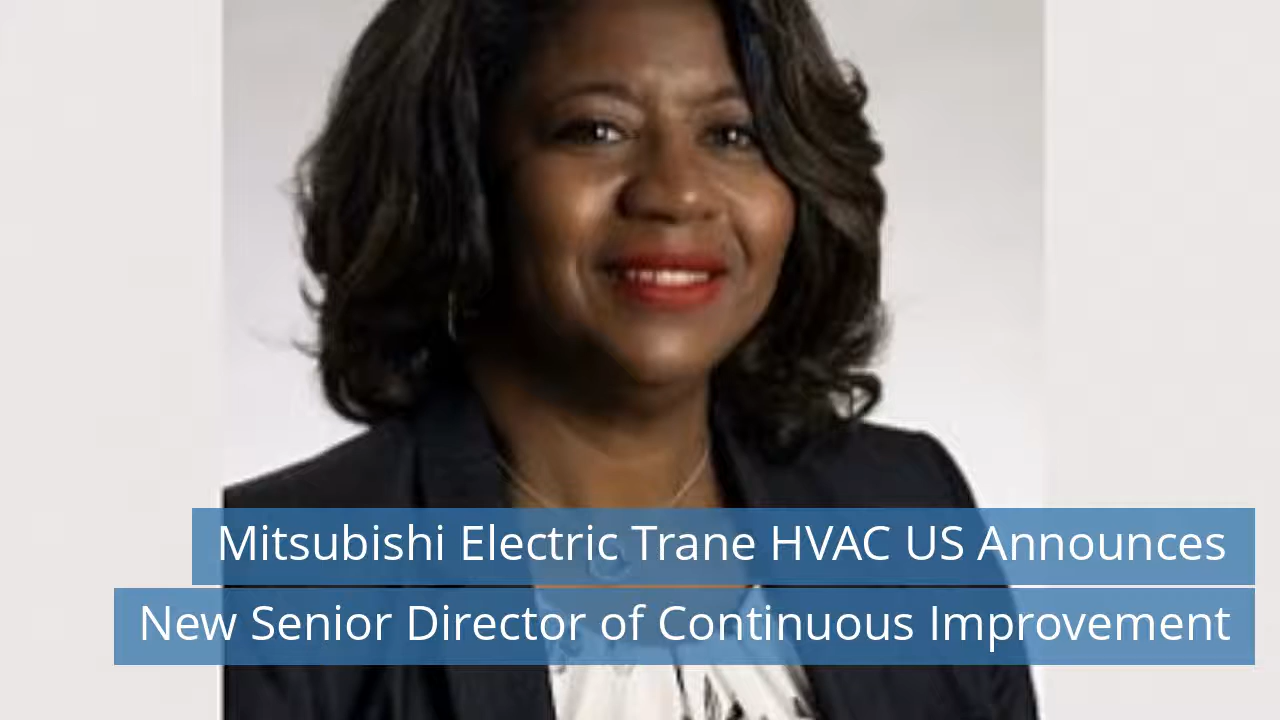 Mitsubishi Electric Trane HVAC US Announces
New Senior Director of Continuous Improvement